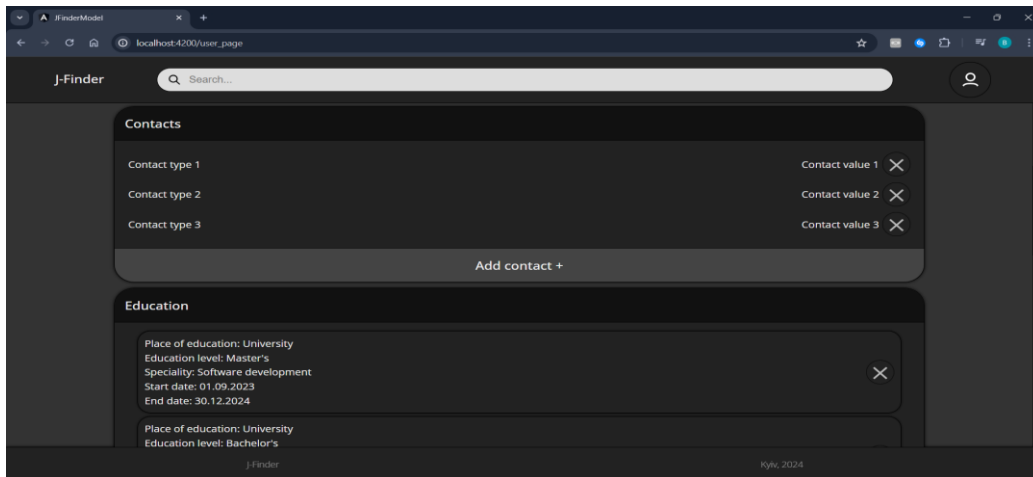 JFinderModel
localhost:4200/user_page
J-Finder
Search...
Contacts
Contact type 1 Contact value 1
Contact type 2 Contact value 2
Contact type 3 Contact value 3
Add contact +
Education
Place of education: University
Education level: Master's
Speciality: Software development
Start date: 01.09.2023
End date: 30.12.2024
Place of education: University
Education level: Bachelor's
J-Finder Kyiv, 2024